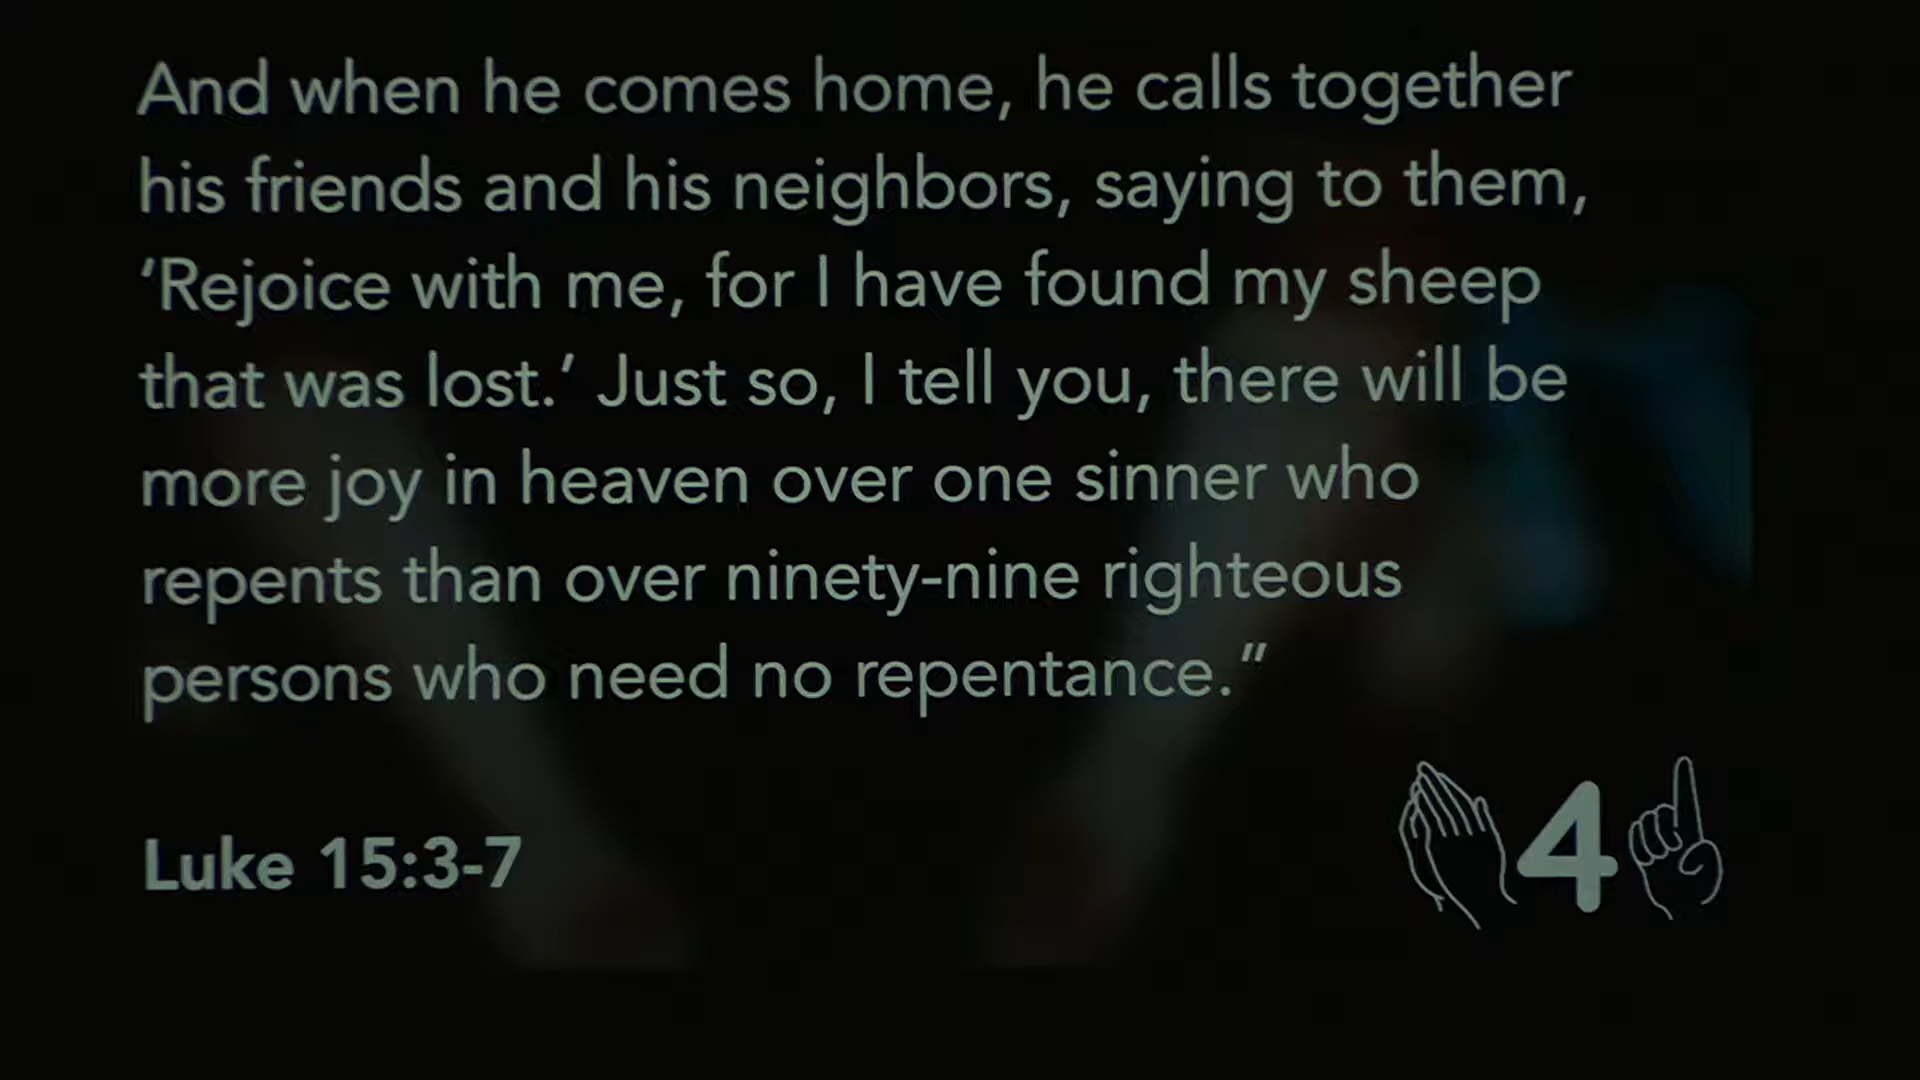 And when he comes home, he calls together
his friends and his neighbors, saying to them,
‘Rejoice with me, for I have found my sheep
that was lost.’ Just so, I tell you, there will be
more joy in heaven over one sinner who
repents than over ninety-nine righteous
persons who need no repentance.”
Luke 15:3-7
4